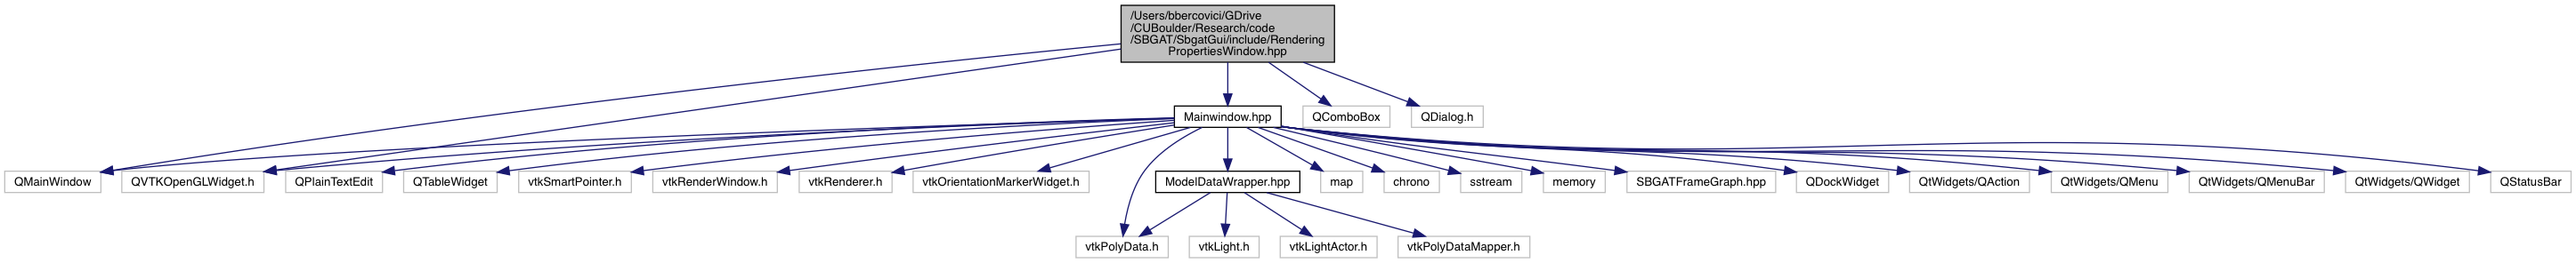 /Users/bbercovici/GDrive
/CUBoulder/Research/code
/SBGAT/SbgatGui/include/Rendering
PropertiesWindow.hpp
Mainwindow.hpp
QComboBox
QDialog.h
QMainWindow
QVTKOpenGLWidget.h
QPlainTextEdit
QTableWidget
vtkSmartPointer.h
vtkRenderWindow.h
vtkRenderer.h
vtkOrientationMarkerWidget.h
ModelDataWrapper.hpp
map
chrono
sstream
memory
SBGATFrameGraph.hpp
QDockWidget
QtWidgets/QAction
QtWidgets/QMenu
QtWidgets/QMenuBar
QtWidgets/QWidget
QStatusBar
vtkPolyData.h
vtkLight.h
vtkLightActor.h
vtkPolyDataMapper.h